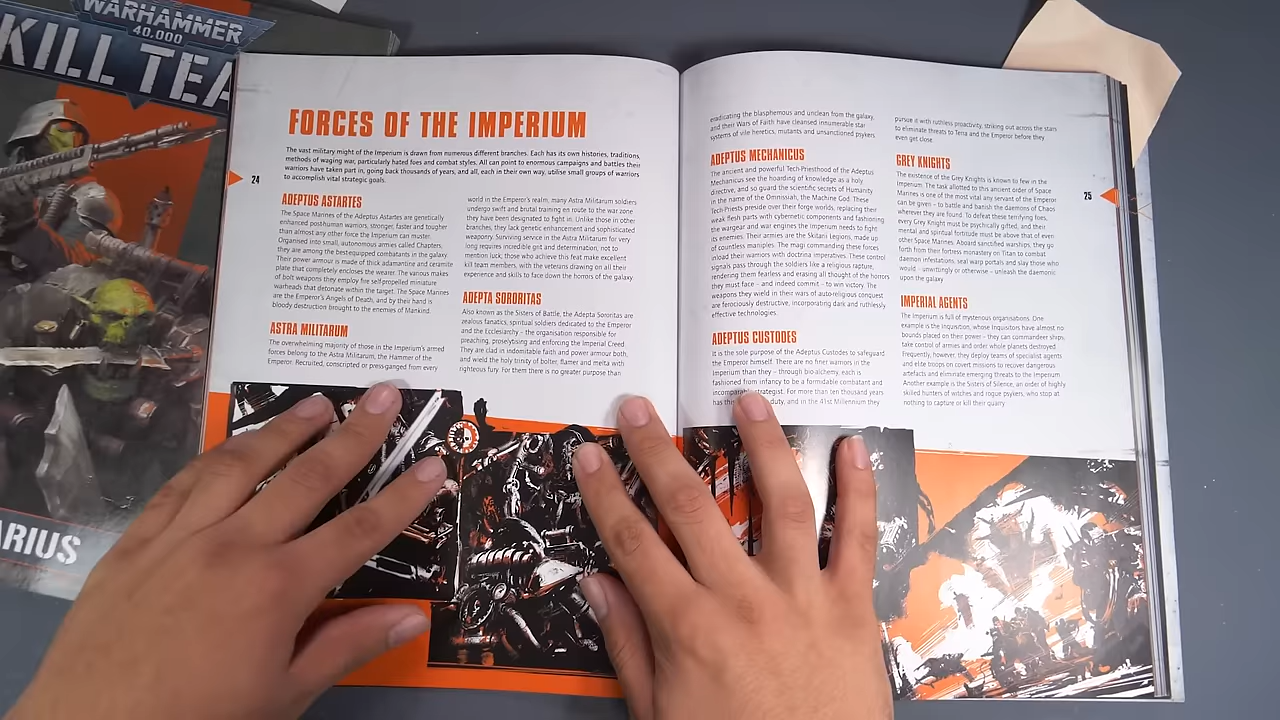 WARHAMMER
40,000
KILL TEA
ARIUS
FORCES OF THE IMPERIUM
The vast military might of the Imperium is drawn from numerous different branches. Each has its own histories, traditions,
methods of waging war, particularly hated foes and combat styles. All can point to enormous campaigns and battles their
warriors have taken part in, going back thousands of years, and all, each in their own way, utilise small groups of warriors
to accomplish vital strategic goals.
24
ADEPTUS ASTARTES
The Space Marines of the Adeptus Astartes are genetically
enhanced posthuman warriors, stronger, faster and tougher
than almost any other force the Imperium can muster.
Organised into small, autonomous armies called Chapters,
they are among the best-equipped combatants in the galaxy.
Their power armour is made of thick adamantine and ceramite
plate that completely encloses the wearer. The various makes
of bolt weapons they employ fire self-propelled miniature
warheads that detonate within the target. The Space Marines
are the Emperor's Angels of Death, and by their hand is
bloody destruction brought to the enemies of Mankind.
ASTRA MILITARUM
The overwhelming majority of those in the Imperium's armed
forces belong to the Astra Militarum, the Hammer of the
Emperor. Recruited, conscripted or press-ganged from every
world in the Emperor's realm, many Astra Militarum soldiers
undergo swift and brutal training en route to the war zone
they have been designated to fight in. Unlike those in other
branches, they lack genetic enhancement and sophisticated
weaponry. Surviving service in the Astra Militarum for very
long requires incredible grit and determination, not to
mention luck; those who achieve this feat make excellent
kill team members, with the veterans drawing on all their
experience and skills to face down the horrors of the galaxy.
ADEPTA SORORITAS
Also known as the Sisters of Battle, the Adepta Sororitas are
zealous fanatics, spiritual soldiers dedicated to the Emperor
and the Ecclesiarchy – the organisation responsible for
preaching, proselytising and enforcing the Imperial Creed.
They are clad in indomitable faith and power armour both,
and wield the holy trinity of bolter, flamer and melta with
righteous fury. For them there is no greater purpose than
eradicating the blasphemous and unclean from the galaxy,
and their Wars of Faith have cleansed innumerable star
systems of vile heretics, mutants and unsanctioned psykers.
ADEPTUS MECHANICUS
The ancient and powerful Tech-Priesthood of the Adeptus
Mechanicus see the hoarding of knowledge as a holy
directive, and so guard the scientific secrets of Humanity
in the name of the Omnissiah, the Machine God. These
Tech-Priests preside over their forge worlds, replacing their
weak flesh parts with cybernetic components and fashioning
the wargear and war engines the Imperium needs to fight
its enemies. Their armies are the Skitarii Legions, made up
of countless maniples. The magi commanding these forces
inload their warriors with doctrina imperatives. These control
signals pass through the soldiers like a religious rapture,
rendering them fearless and erasing all thought of the horrors
they must face – and indeed commit – to win victory. The
weapons they wield in their wars of auto-religious conquest
are ferociously destructive, incorporating dark and ruthlessly
effective technologies.
ADEPTUS CUSTODES
It is the sole purpose of the Adeptus Custodes to safeguard
the Emperor himself. There are no finer warriors in the
Imperium than they – through bio-alchemy, each is
fashioned from infancy to be a formidable combatant and
incomparable strategist. For more than ten thousand years
has this duty, and in the 41st Millennium they
pursue it with ruthless proactivity, striking out across the stars
to eliminate threats to Terra and the Emperor before they
even get close.
GREY KNIGHTS
The existence of the Grey Knights is known to few in the
Imperium. The task allotted to this ancient order of Space
Marines is one of the most vital any servant of the Emperor
can be given – to battle and banish the daemons of Chaos
wherever they are found. To defeat these terrifying foes,
every Grey Knight must be psychically gifted, and their
mental and spiritual fortitude must be above that of even
other Space Marines. Aboard sanctified warships, they go
forth from their fortress monastery on Titan to combat
daemon infestations, seal warp portals and slay those who
would – unwittingly or otherwise – unleash the daemonic
upon the galaxy.
25
IMPERIAL AGENTS
The Imperium is full of mysterious organisations. One
example is the Inquisition, whose Inquisitors have almost no
bounds placed on their power – they can commandeer ships,
take control of armies and order whole planets destroyed.
Frequently, however, they deploy teams of specialist agents
and elite troops on covert missions to recover dangerous
artefacts and eliminate emerging threats to the Imperium.
Another example is the Sisters of Silence, an order of highly
skilled hunters of witches and rogue psykers, who stop at
nothing to capture or kill their quarry.